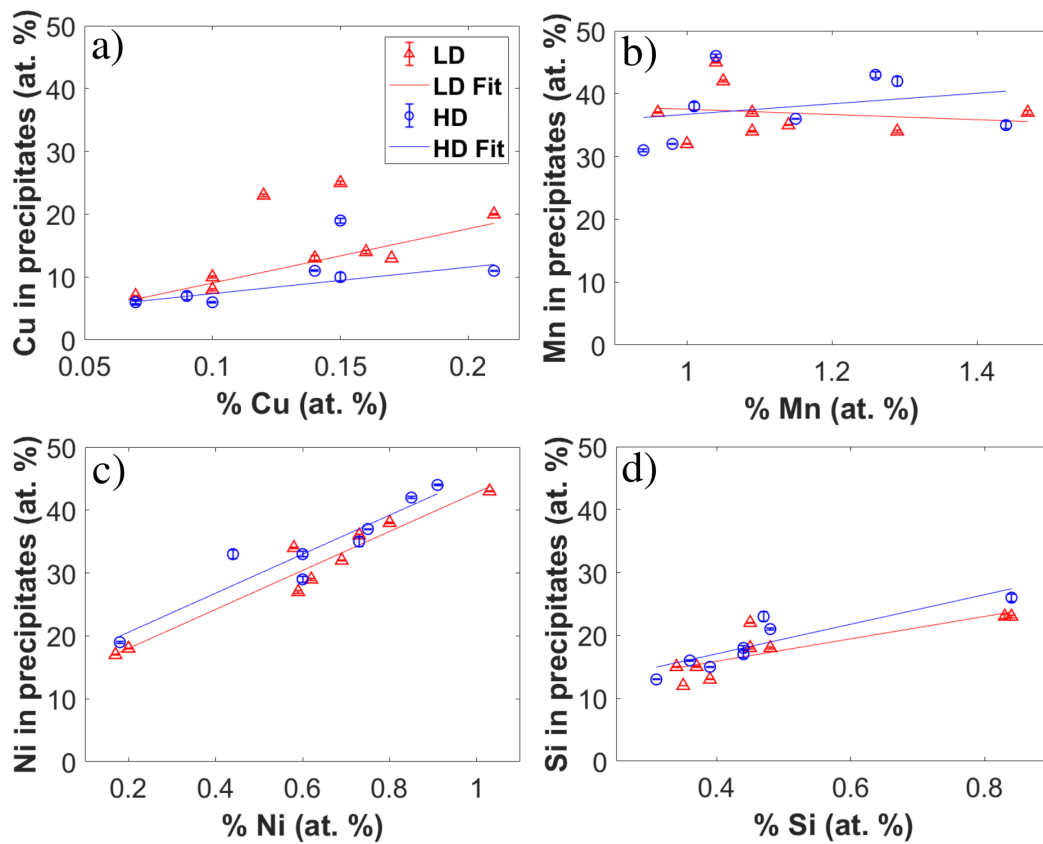 a)
50
40
30
20
10
0
0.05
0.1
0.15
0.2
Cu in precipitates (at. %)
% Cu (at. %)
LD
LD Fit
HD
HD Fit
b)
50
40
30
20
10
0
1
1.2
1.4
Mn in precipitates (at. %)
% Mn (at. %)
c)
50
40
30
20
10
0
0.2
0.4
0.6
0.8
1
Ni in precipitates (at. %)
% Ni (at. %)
d)
50
40
30
20
10
0
0.4
0.6
0.8
Si in precipitates (at. %)
% Si (at. %)